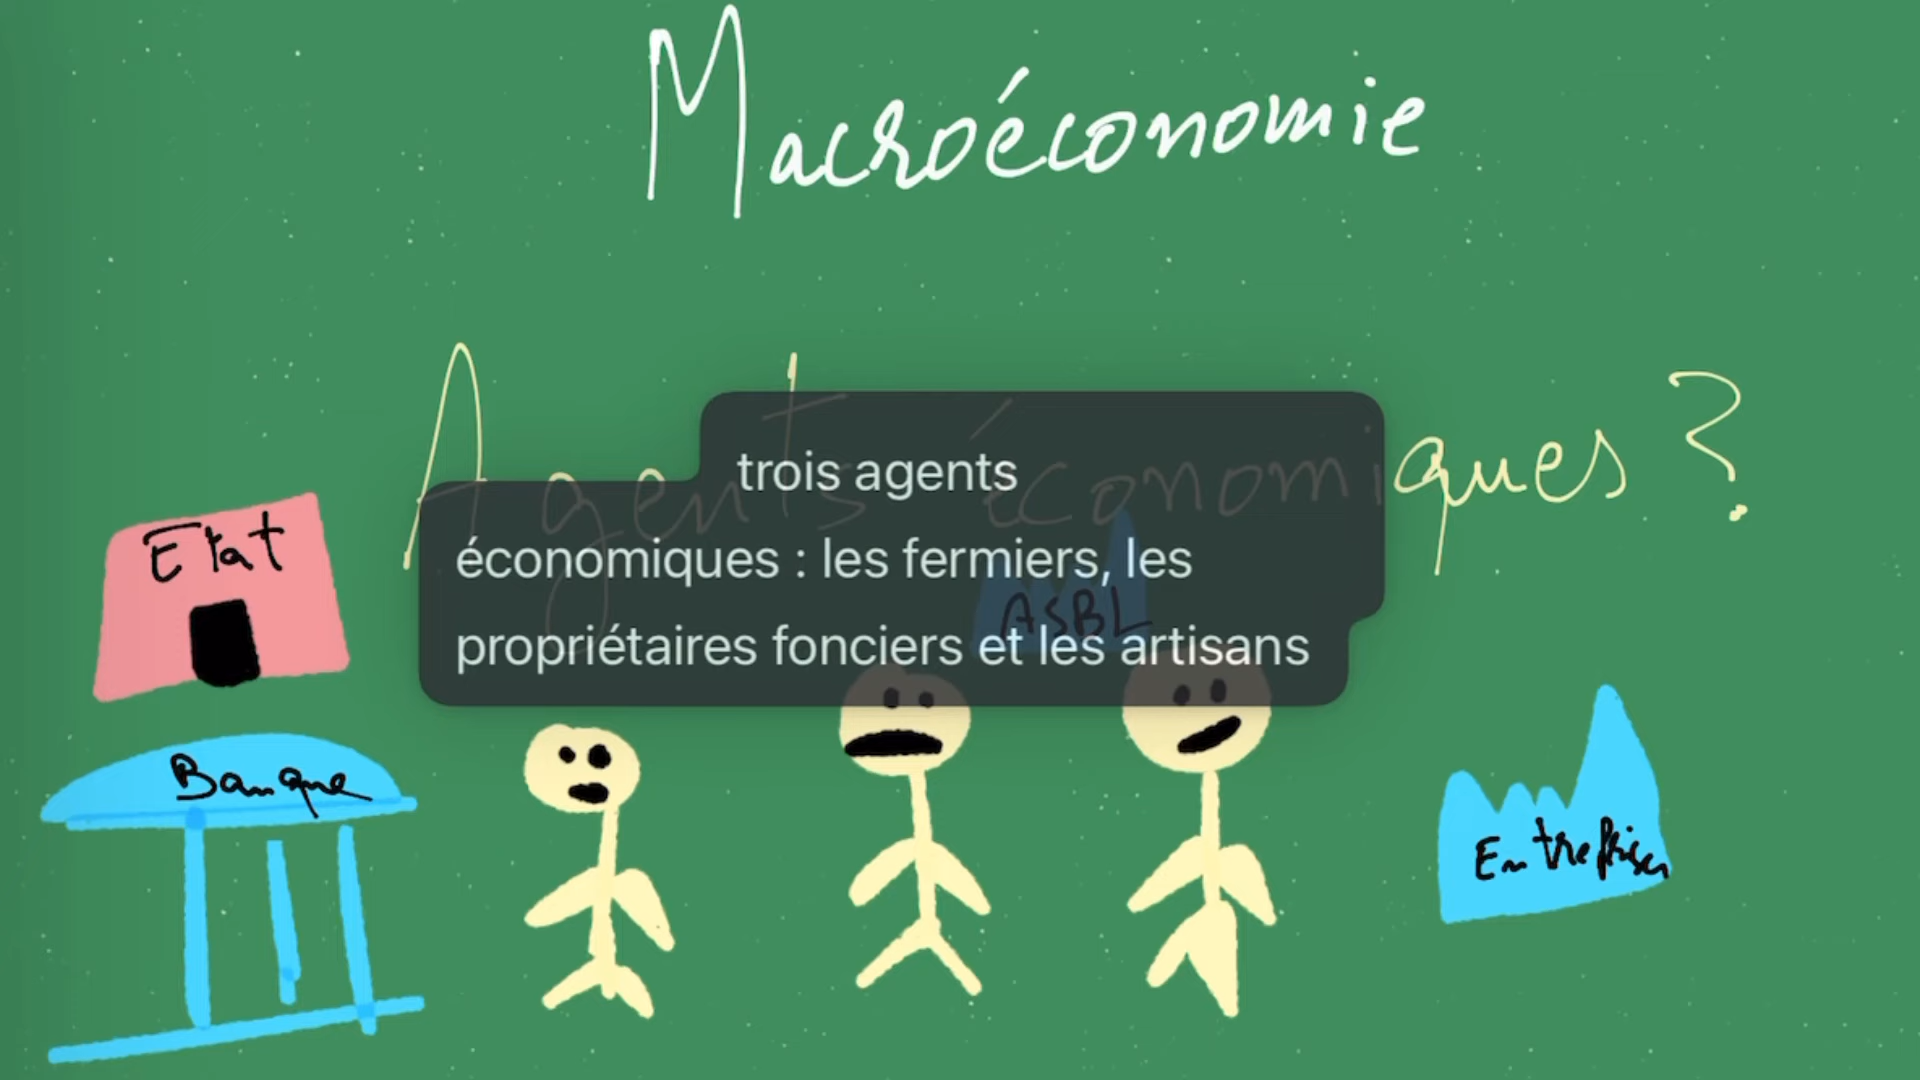 Macroéconomie
Agents économiques ?
trois agents
économiques : les fermiers, les
propriétaires fonciers et les artisans
Etat
ASBL
Banque
Entreprises